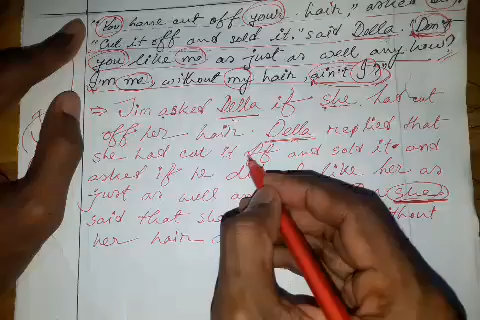 "You have cut off your hair," asked
"Cut it off and sold it," said Della. "Don't
you like me as just as well any how?
I'm me, without my hair, ain't I?"
⇒ Jim asked Della if she had cut
off her hair. Della replied that
she had cut it off and sold it and
asked if he like her as
just as well she
said that
her hair